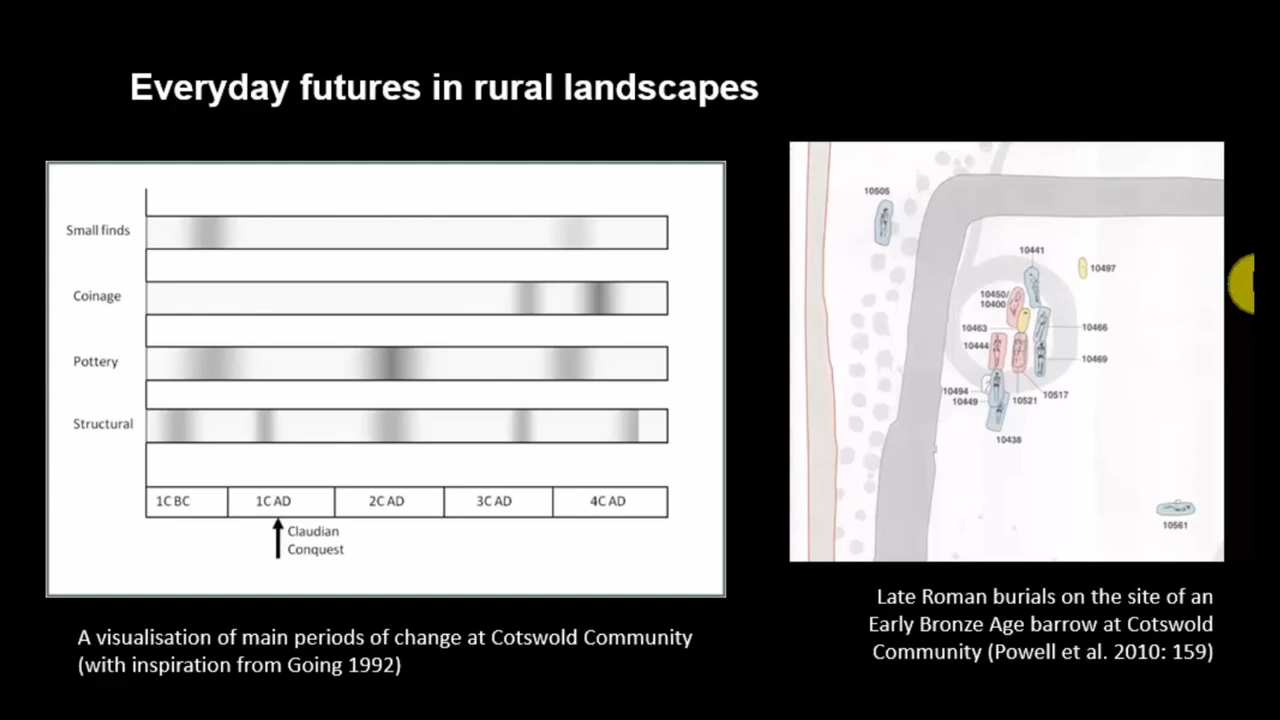 Everyday futures in rural landscapes
Small finds
Coinage
Pottery
Structural
1C BC
1C AD
2C AD
3C AD
4C AD
Claudian
Conquest
A visualisation of main periods of change at Cotswold Community
(with inspiration from Going 1992)
10505
10441
10497
10450/
10400
10463
10466
10444
10469
10494
10449
10521
10517
10438
10561
Late Roman burials on the site of an
Early Bronze Age barrow at Cotswold
Community (Powell et al. 2010: 159)